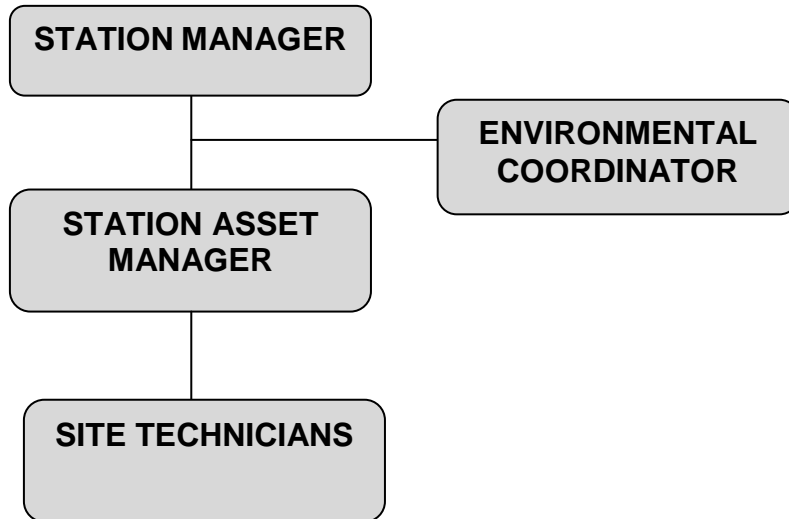 STATION MANAGER
ENVIRONMENTAL
COORDINATOR
STATION ASSET
MANAGER
SITE TECHNICIANS